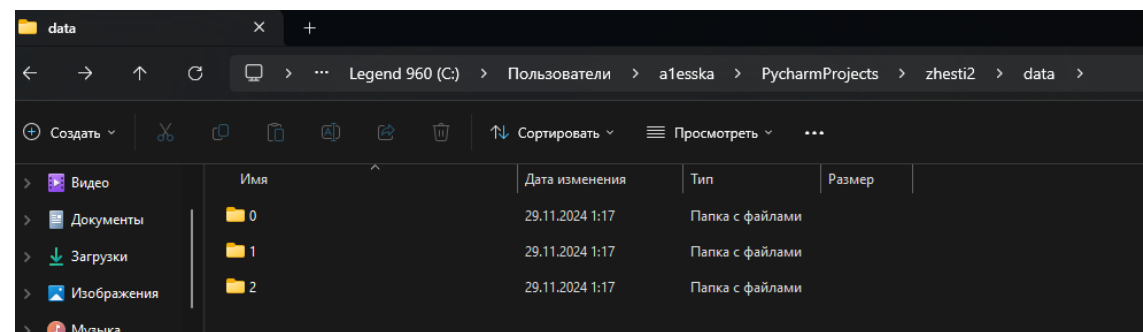 data
Legend 960 (C:) > Пользователи > a1esska > PycharmProjects > zhesti2 > data >
Создать Сортировать Просмотреть
Имя Дата изменения Тип Размер
Видео
Документы
Загрузки
Изображения
Музыка
0 29.11.2024 1:17 Папка с файлами
1 29.11.2024 1:17 Папка с файлами
2 29.11.2024 1:17 Папка с файлами